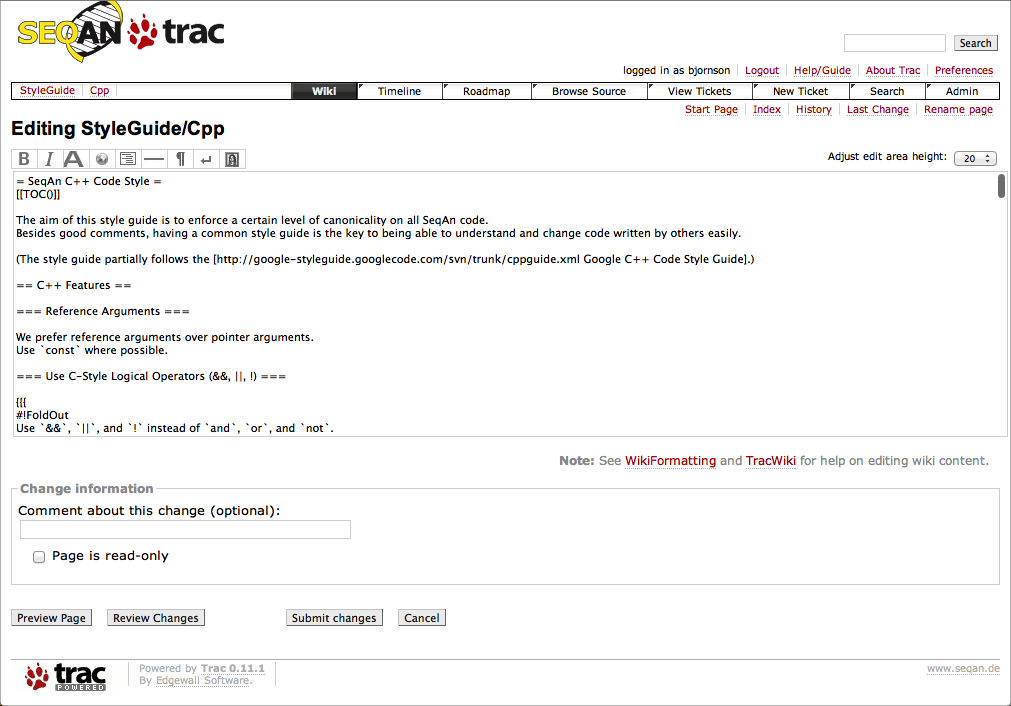 SEQAN trac
Search
logged in as bjornson Logout Help/Guide About Trac Preferences
StyleGuide Cpp Wiki Timeline Roadmap Browse Source View Tickets New Ticket Search Admin
Start Page Index History Last Change Rename page
Editing StyleGuide/Cpp
B I A ¶ Adjust edit area height: 20
= SeqAn C++ Code Style =
[[TOC()]]
The aim of this style guide is to enforce a certain level of canonicality on all SeqAn code.
Besides good comments, having a common style guide is the key to being able to understand and change code written by others easily.
(The style guide partially follows the [http://google-styleguide.googlecode.com/svn/trunk/cppguide.xml Google C++ Code Style Guide].)
== C++ Features ==
=== Reference Arguments ===
We prefer reference arguments over pointer arguments.
Use `const` where possible.
=== Use C-Style Logical Operators (&&, ||, !) ===
{{{
#!FoldOut
Use `&&`, `||`, and `!` instead of `and`, `or`, and `not`.
Note: See WikiFormatting and TracWiki for help on editing wiki content.
Change information
Comment about this change (optional):
Page is read-only
Preview Page Review Changes Submit changes Cancel
trac POWERED
Powered by Trac 0.11.1
By Edgewall Software.
www.seqan.de